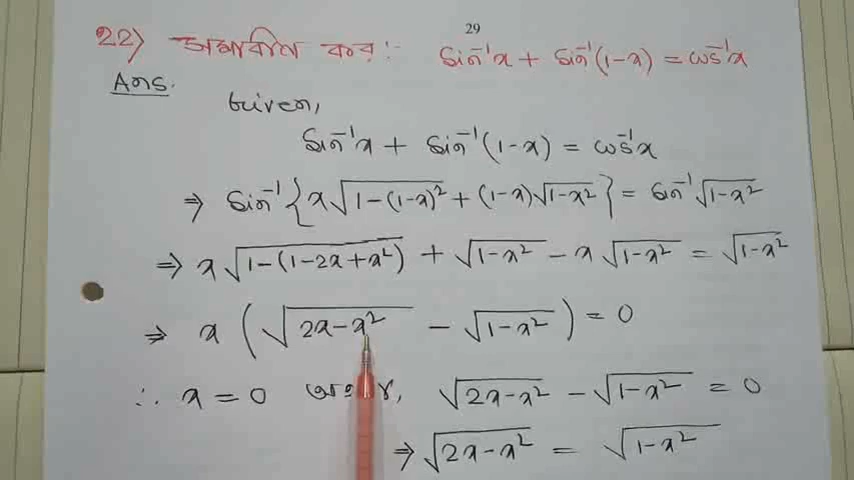 29
22) সমাধান কর :- sin⁻¹x + sin⁻¹(1-x) = cos⁻¹x
Ans.
Given,
sin⁻¹x + sin⁻¹(1-x) = cos⁻¹x
⇒ sin⁻¹{x√(1-(1-x)²) + (1-x)√(1-x²)} = sin⁻¹√(1-x²)
⇒ x√(1-(1-2x+x²)) + √(1-x²) - x√(1-x²) = √(1-x²)
⇒ x(√(2x-x²) - √(1-x²)) = 0
∴ x = 0 √(2x-x²) - √(1-x²) = 0
⇒ √(2x-x²) = √(1-x²)